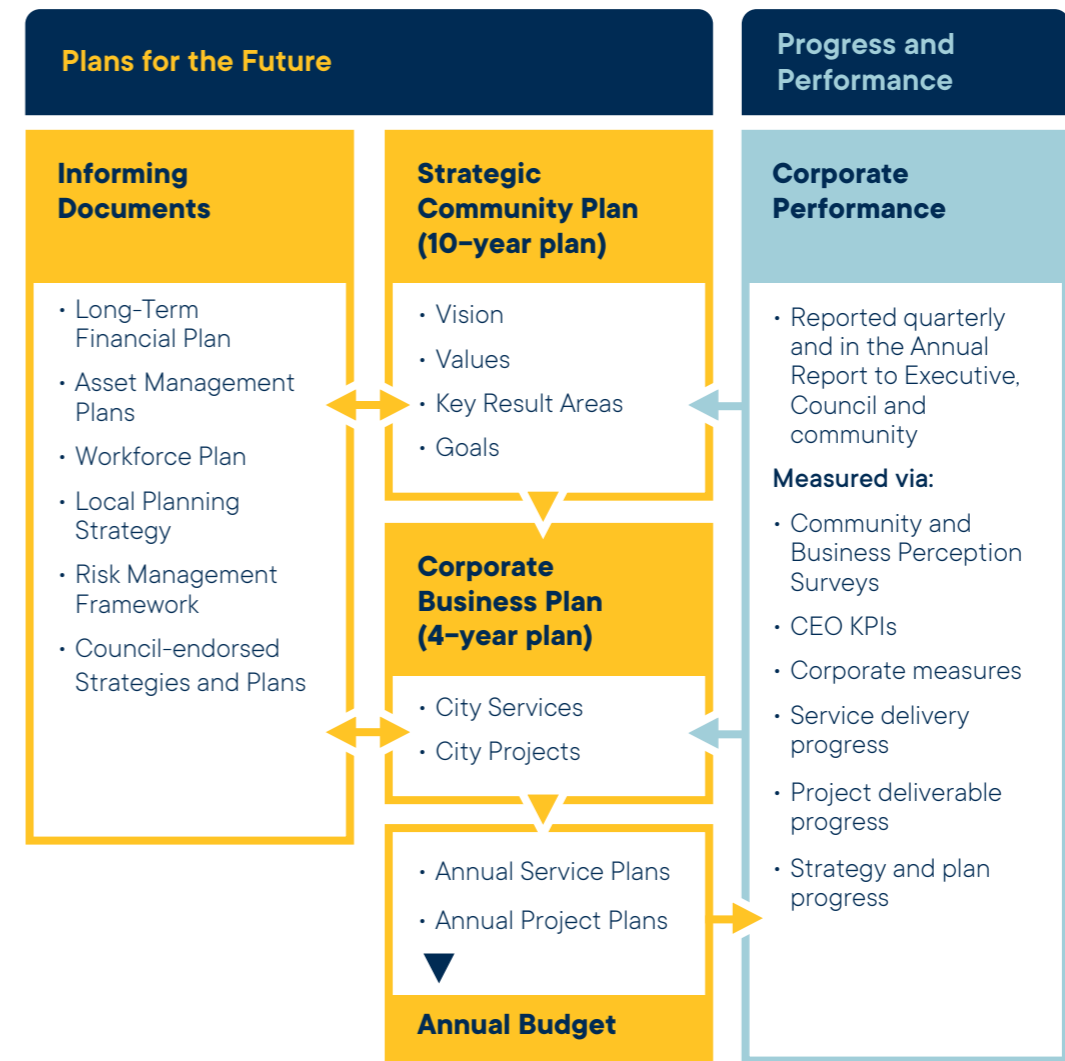 Plans for the Future
Progress and
Performance
Informing
Documents
• Long-Term
Financial Plan
• Asset Management
Plans
• Workforce Plan
• Local Planning
Strategy
• Risk Management
Framework
• Council-endorsed
Strategies and Plans
Strategic
Community Plan
(10-year plan)
• Vision
• Values
• Key Result Areas
• Goals
Corporate
Business Plan
(4-year plan)
• City Services
• City Projects
• Annual Service Plans
• Annual Project Plans
Annual Budget
Corporate
Performance
• Reported quarterly
and in the Annual
Report to Executive,
Council and
community
Measured via:
• Community and
Business Perception
Surveys
• CEO KPIs
• Corporate measures
• Service delivery
progress
• Project deliverable
progress
• Strategy and plan
progress